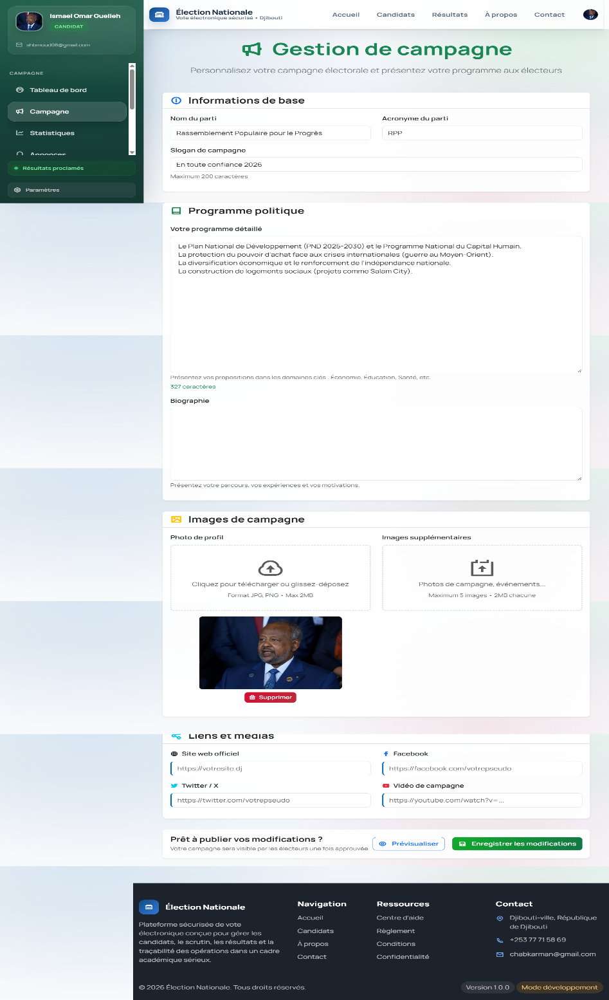 Ismael Omar Guelleh
CANDIDAT
shbmaud08@gmail.com
CAMPAGNE
Tableau de bord
Campagne
Statistiques
Annonces
Résultats proclamés
Paramètres
Élection Nationale
Vote électronique sécurisé • Djibouti
Accueil
Candidats
Résultats
À propos
Contact
Gestion de campagne
Personnalisez votre campagne électorale et présentez votre programme aux électeurs
Informations de base
Nom du parti
Acronyme du parti
Rassemblement Populaire pour le Progrès
RPP
Slogan de campagne
En toute confiance 2026
Maximum 200 caractères
Programme politique
Votre programme détaillé
Le Plan National de Développement (PND 2025-2030) et le Programme National du Capital Humain.
La protection du pouvoir d'achat face aux crises internationales (guerre au Moyen-Orient).
La diversification économique et le renforcement de l'indépendance nationale.
La construction de logements sociaux (projets comme Salam City).
Présentez vos propositions dans les domaines clés : Économie, Éducation, Santé, etc.
327 caractères
Biographie
Présentez votre parcours, vos expériences et vos motivations.
Images de campagne
Photo de profil
Images supplémentaires
Cliquez pour télécharger ou glissez-déposez
Format JPG, PNG • Max 2MB
Photos de campagne, événements...
Maximum 5 images • 2MB chacune
Supprimer
Liens et médias
Site web officiel
Facebook
https://votresite.dj
https://facebook.com/votrepseudo
Twitter / X
Vidéo de campagne
https://twitter.com/votrepseudo
https://youtube.com/watch?v=...
Prêt à publier vos modifications ?
Votre campagne sera visible par les électeurs une fois approuvée.
Prévisualiser
Enregistrer les modifications
Élection Nationale
Plateforme sécurisée de vote
électronique conçue pour gérer les
candidats, le scrutin, les résultats et la
traçabilité des opérations dans un cadre
académique sérieux.
Navigation
Accueil
Candidats
À propos
Contact
Ressources
Centre d'aide
Règlement
Conditions
Confidentialité
Contact
Djibouti-ville, République
de Djibouti
+253 77 71 58 69
chabkarman@gmail.com
© 2026 Élection Nationale. Tous droits réservés.
Version 1.0.0
Mode développement